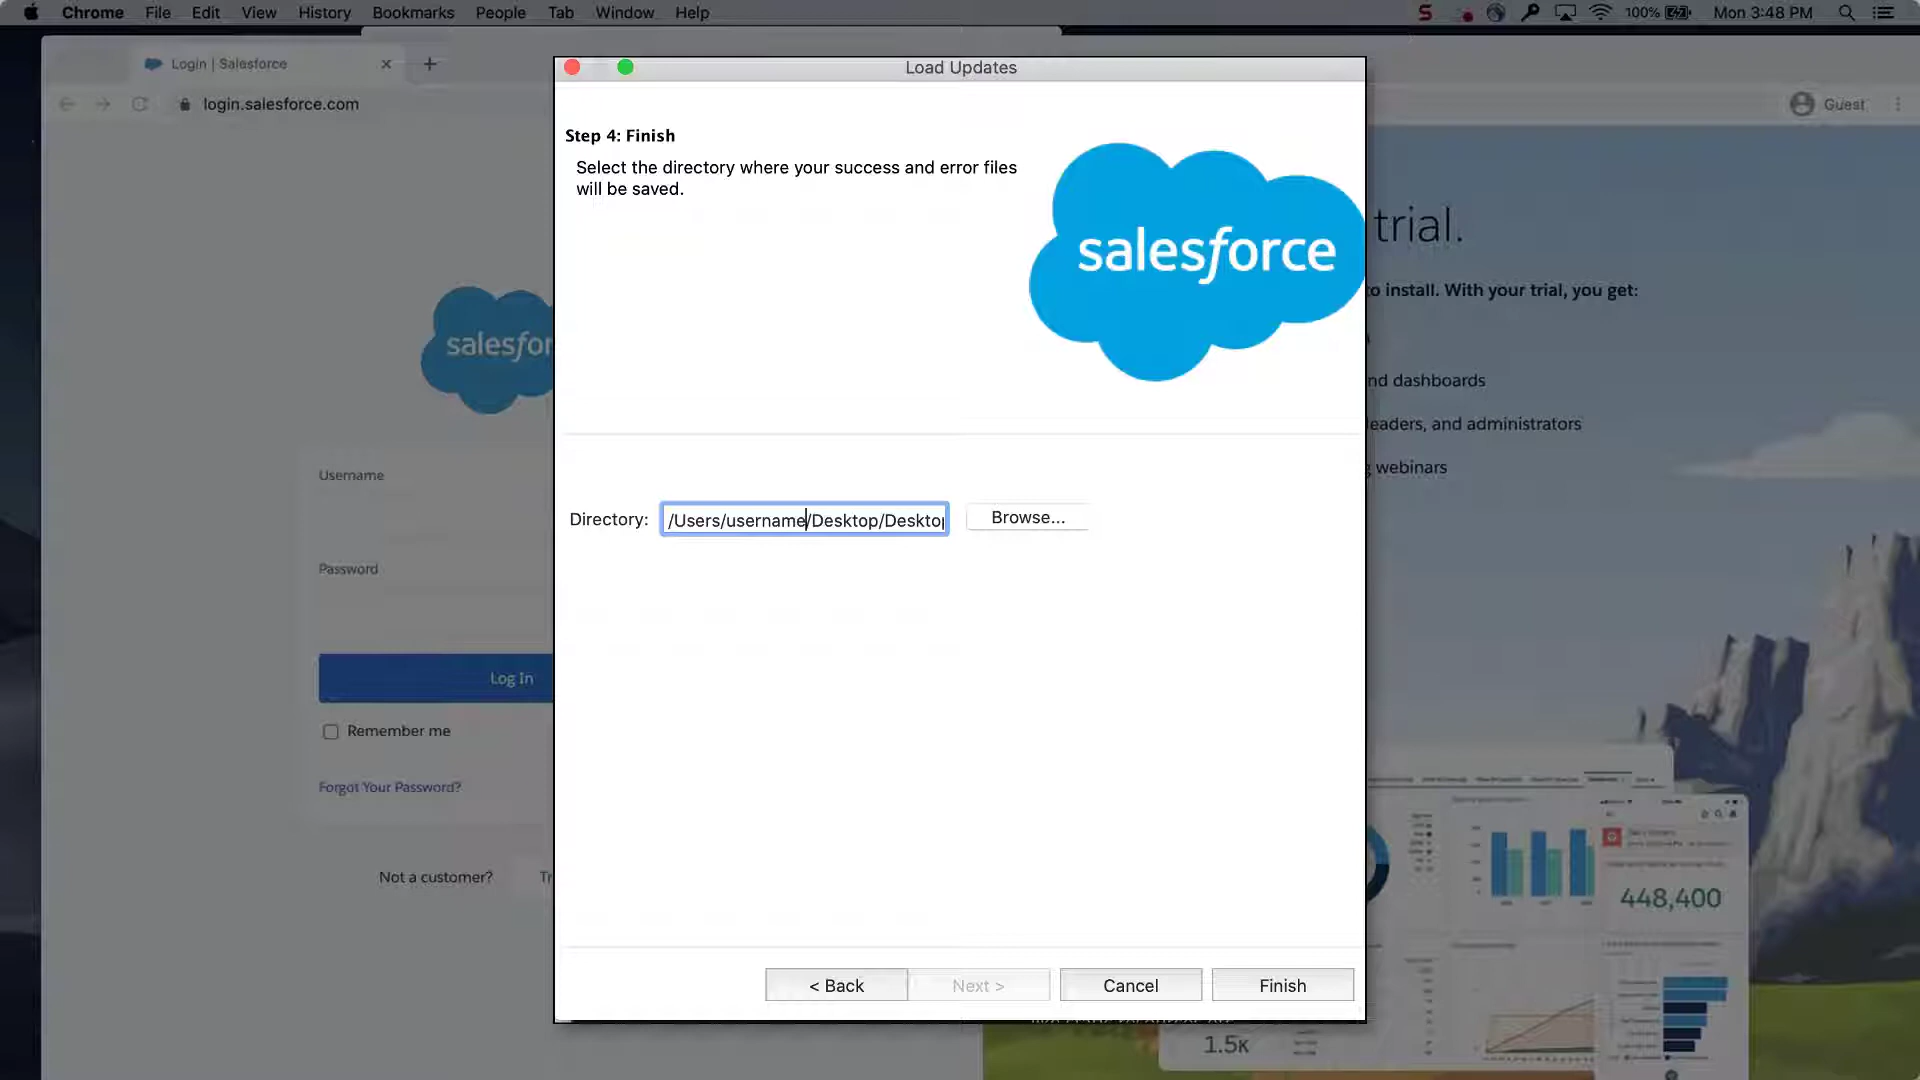 Chrome File Edit View History Bookmarks People Tab Window Help
100% Mon 3:48 PM
Login | Salesforce
login.salesforce.com
Guest
Load Updates
Step 4: Finish
Select the directory where your success and error files
will be saved.
salesforce
trial.
to install. With your trial, you get:
nd dashboards
leaders, and administrators
g webinars
salesfor
Username
Password
Log In
Remember me
Forgot Your Password?
Not a customer?
Directory: /Users/username/Desktop/Desktop Browse...
< Back Next > Cancel Finish
448,400
1.5K